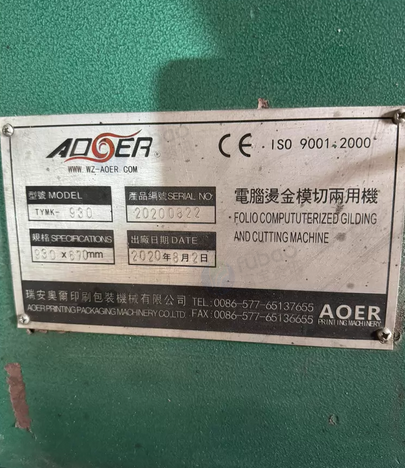 AOER
WWW.WZ-AOER.COM
CE · ISO 9001:2000
型號 MODEL
TYMK-930
產品編號 SERIAL NO:
20200822
電腦燙金模切兩用機
·FOLIO COMPUTUTERIZED GILDING
AND CUTTING MACHINE
規格 SPECIFICATIONS
930x690mm
出廠日期 DATE
2020年8月2日
瑞安奧爾印刷包裝機械有限公司 TEL:0086-577-65137655
AOER PRINTING PACKAGING MACHINERY CO.,LTD. FAX:0086-577-65136655
AOER
PRINTING MACHINERY